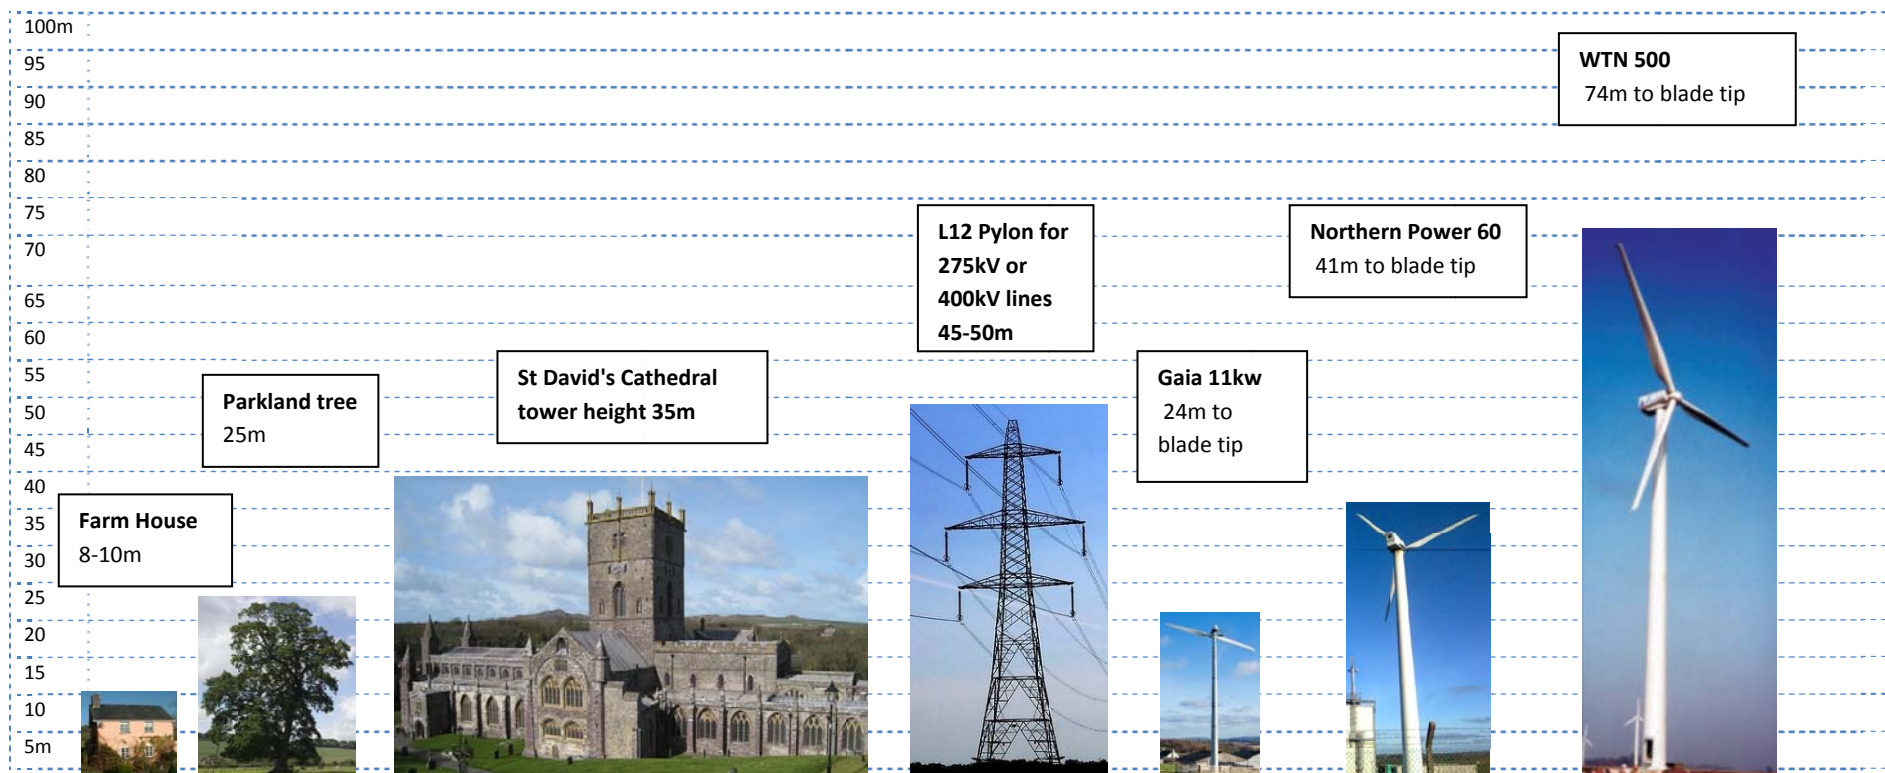 100m
95
90
85
80
75
70
65
60
55
50
45
40
35
30
25
20
15
10
5m
Farm House
8-10m
Parkland tree
25m
St David's Cathedral
tower height 35m
L12 Pylon for
275kV or
400kV lines
45-50m
Gaia 11kw
24m to
blade tip
Northern Power 60
41m to blade tip
WTN 500
74m to blade tip